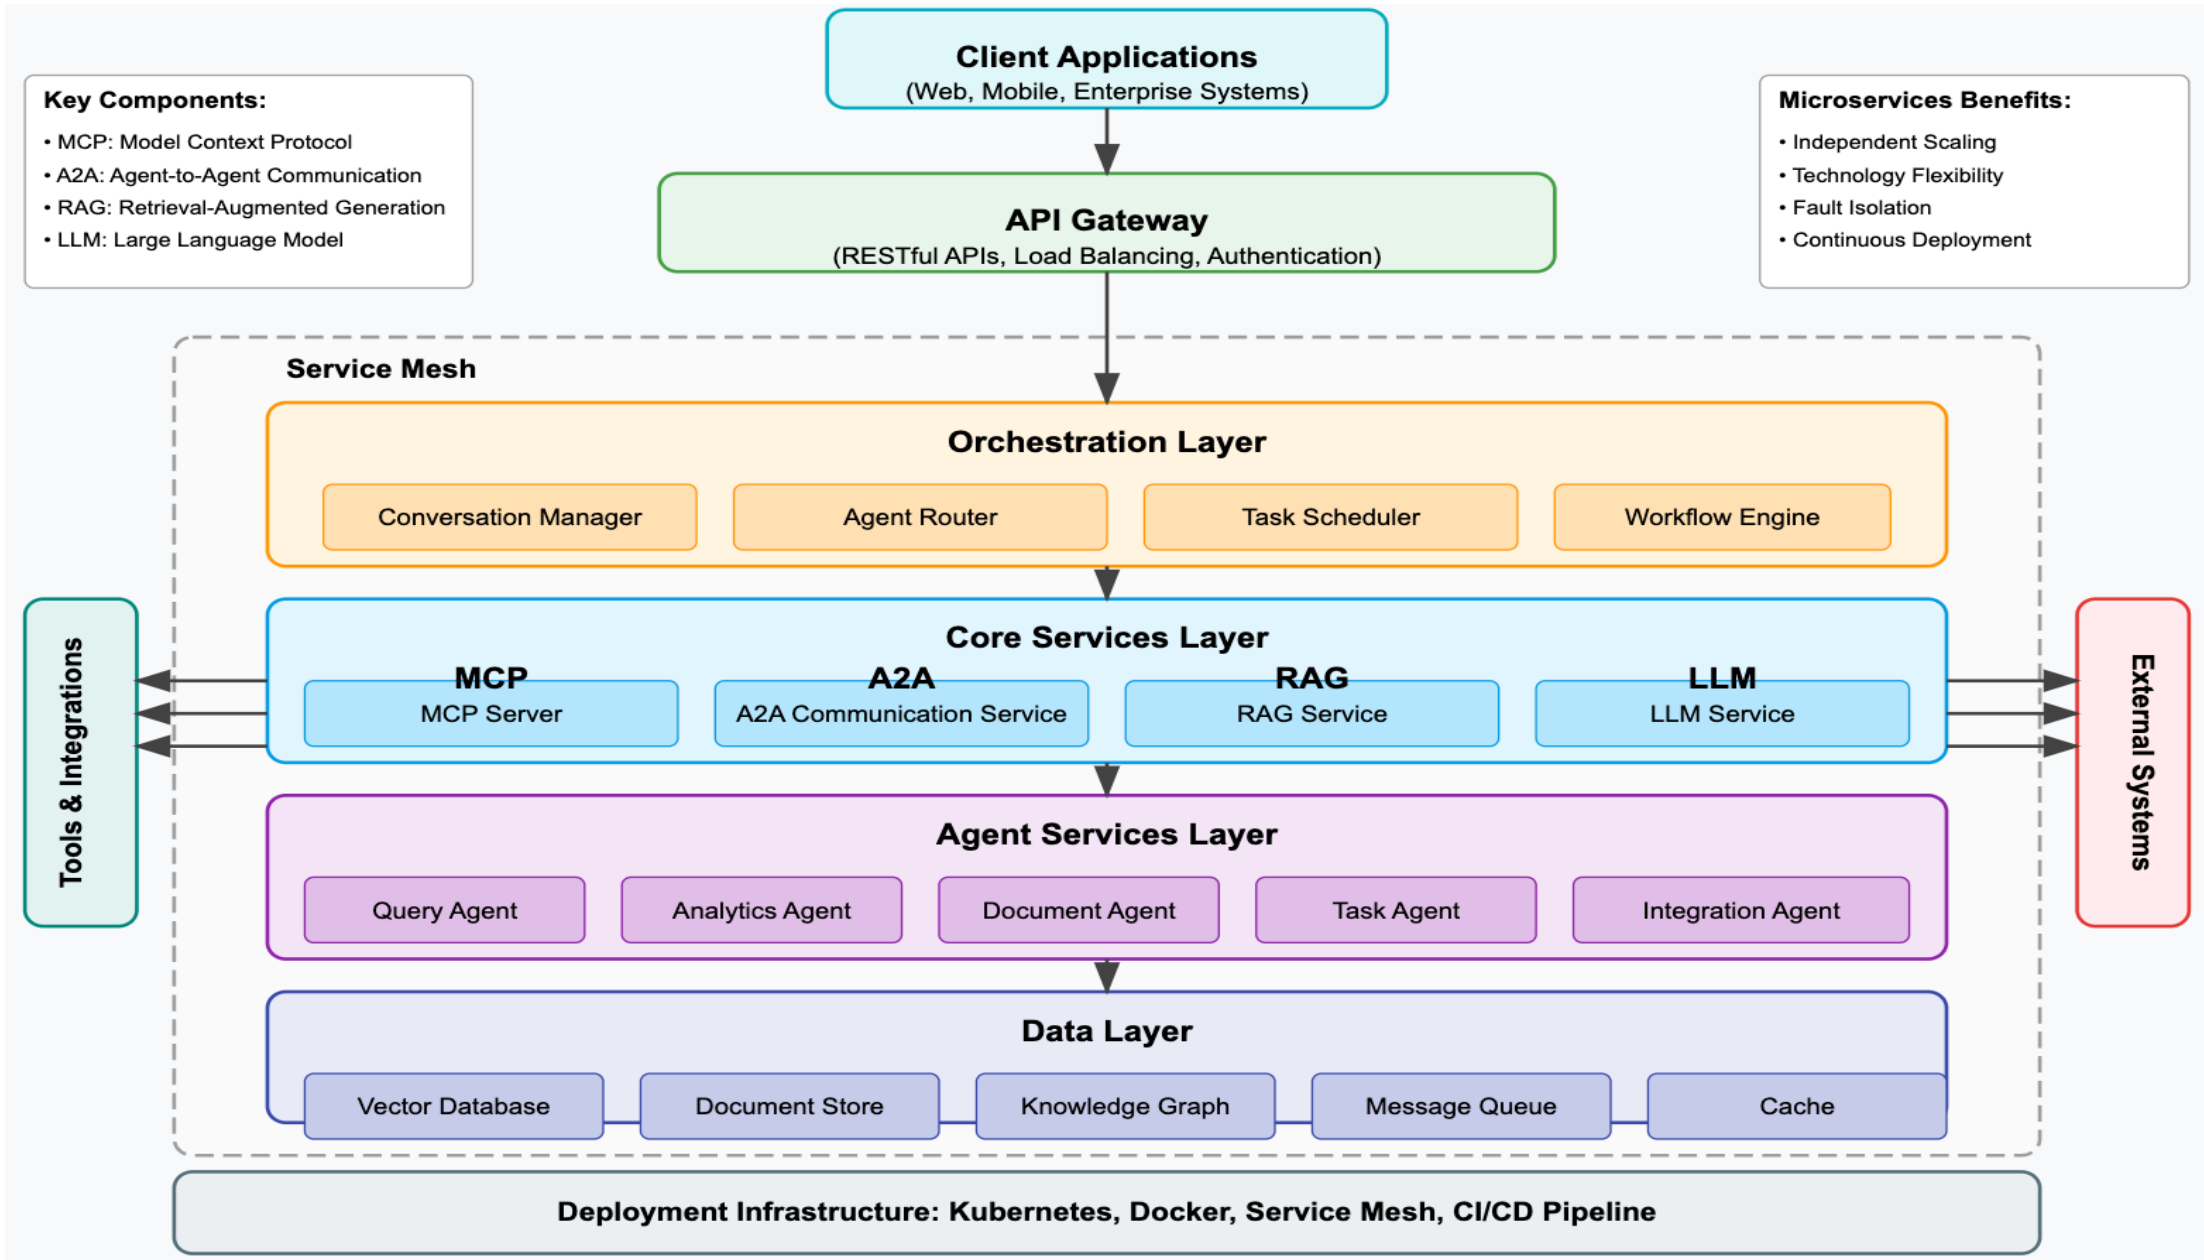 Client Applications
(Web, Mobile, Enterprise Systems)
Key Components:
• MCP: Model Context Protocol
• A2A: Agent-to-Agent Communication
• RAG: Retrieval-Augmented Generation
• LLM: Large Language Model
Microservices Benefits:
• Independent Scaling
• Technology Flexibility
• Fault Isolation
• Continuous Deployment
API Gateway
(RESTful APIs, Load Balancing, Authentication)
Service Mesh
Orchestration Layer
Conversation Manager
Agent Router
Task Scheduler
Workflow Engine
Tools & Integrations
Core Services Layer
MCP
MCP Server
A2A
A2A Communication Service
RAG
RAG Service
LLM
LLM Service
External Systems
Agent Services Layer
Query Agent
Analytics Agent
Document Agent
Task Agent
Integration Agent
Data Layer
Vector Database
Document Store
Knowledge Graph
Message Queue
Cache
Deployment Infrastructure: Kubernetes, Docker, Service Mesh, CI/CD Pipeline